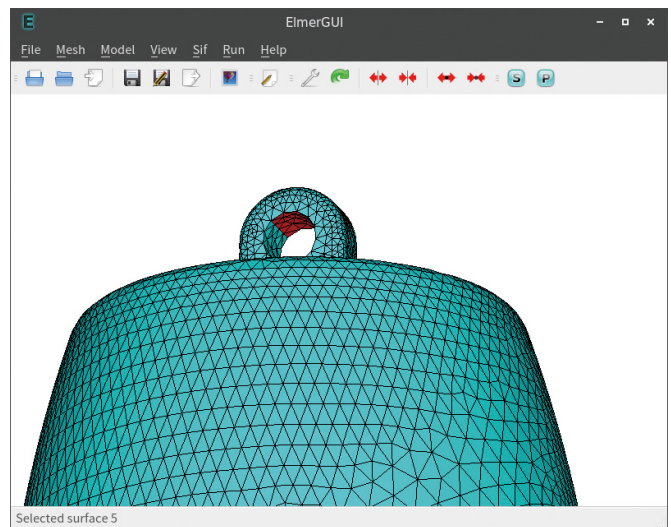 E
ElmerGUI
File Mesh Model View Sif Run Help
S P
Selected surface 5